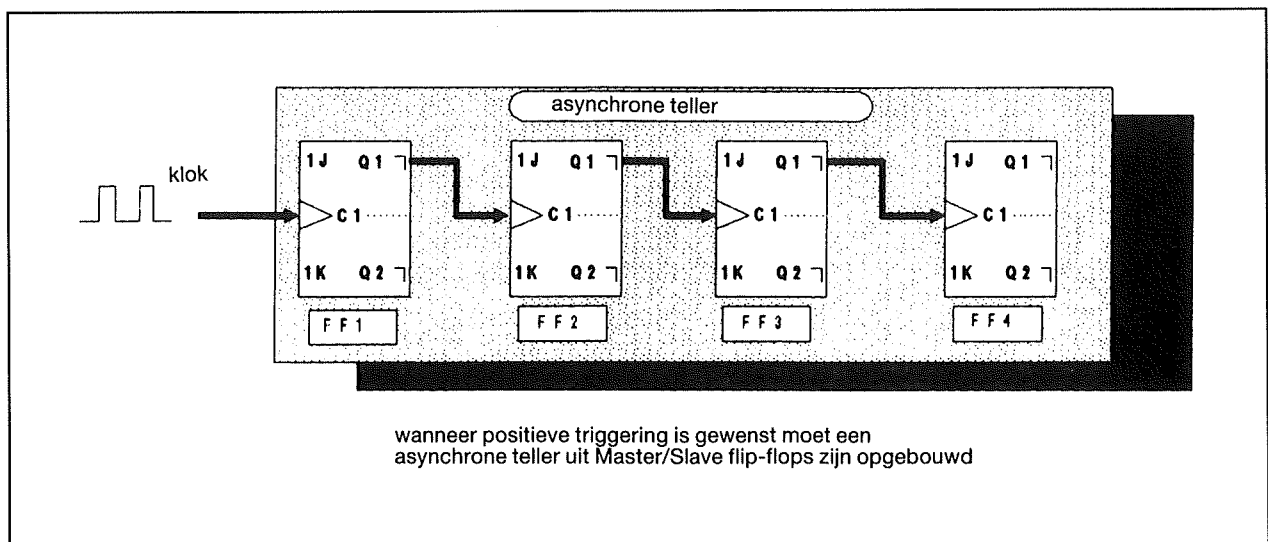 asynchrone teller
klok
1J Q1 1J Q1 1J Q1 1J Q1
C1 C1 C1 C1
1K Q2 1K Q2 1K Q2 1K Q2
FF1 FF2 FF3 FF4
wanneer positieve triggering is gewenst moet een
asynchrone teller uit Master/Slave flip-flops zijn opgebouwd